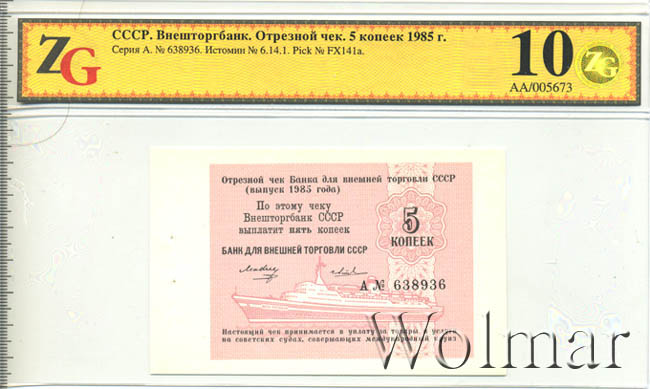 ZG
СССР. Внешторгбанк. Отрезной чек. 5 копеек 1985 г.
Серия А. № 638936. Истомин № 6.14.1. Pick № FX141a.
10
ZG
AA/005673
Отрезной чек Банка для внешней торговли СССР
(выпуск 1985 года)
По этому чеку
Внешторгбанк СССР
выплатит пять копеек
5
КОПЕЕК
БАНК ДЛЯ ВНЕШНЕЙ ТОРГОВЛИ СССР
А № 638936
Настоящий чек принимается в уплату за товары и услуги
на советских судах, совершающих международный круиз
Wolmar